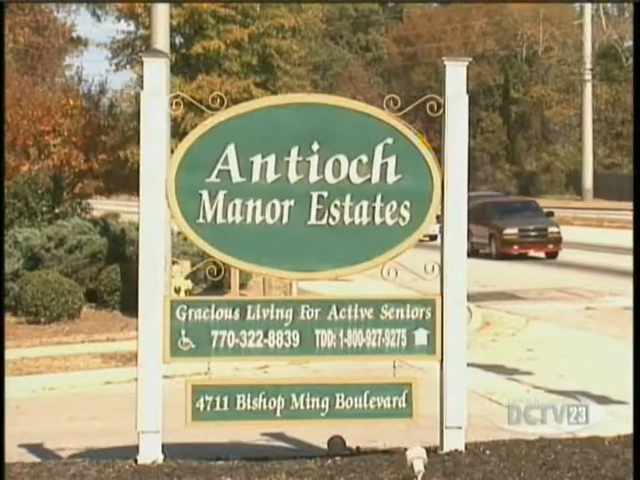 Antioch
Manor Estates
Gracious Living For Active Seniors
770-322-8839 TDD: 1-800-927-9275
4711 Bishop Ming Boulevard
DCTV23